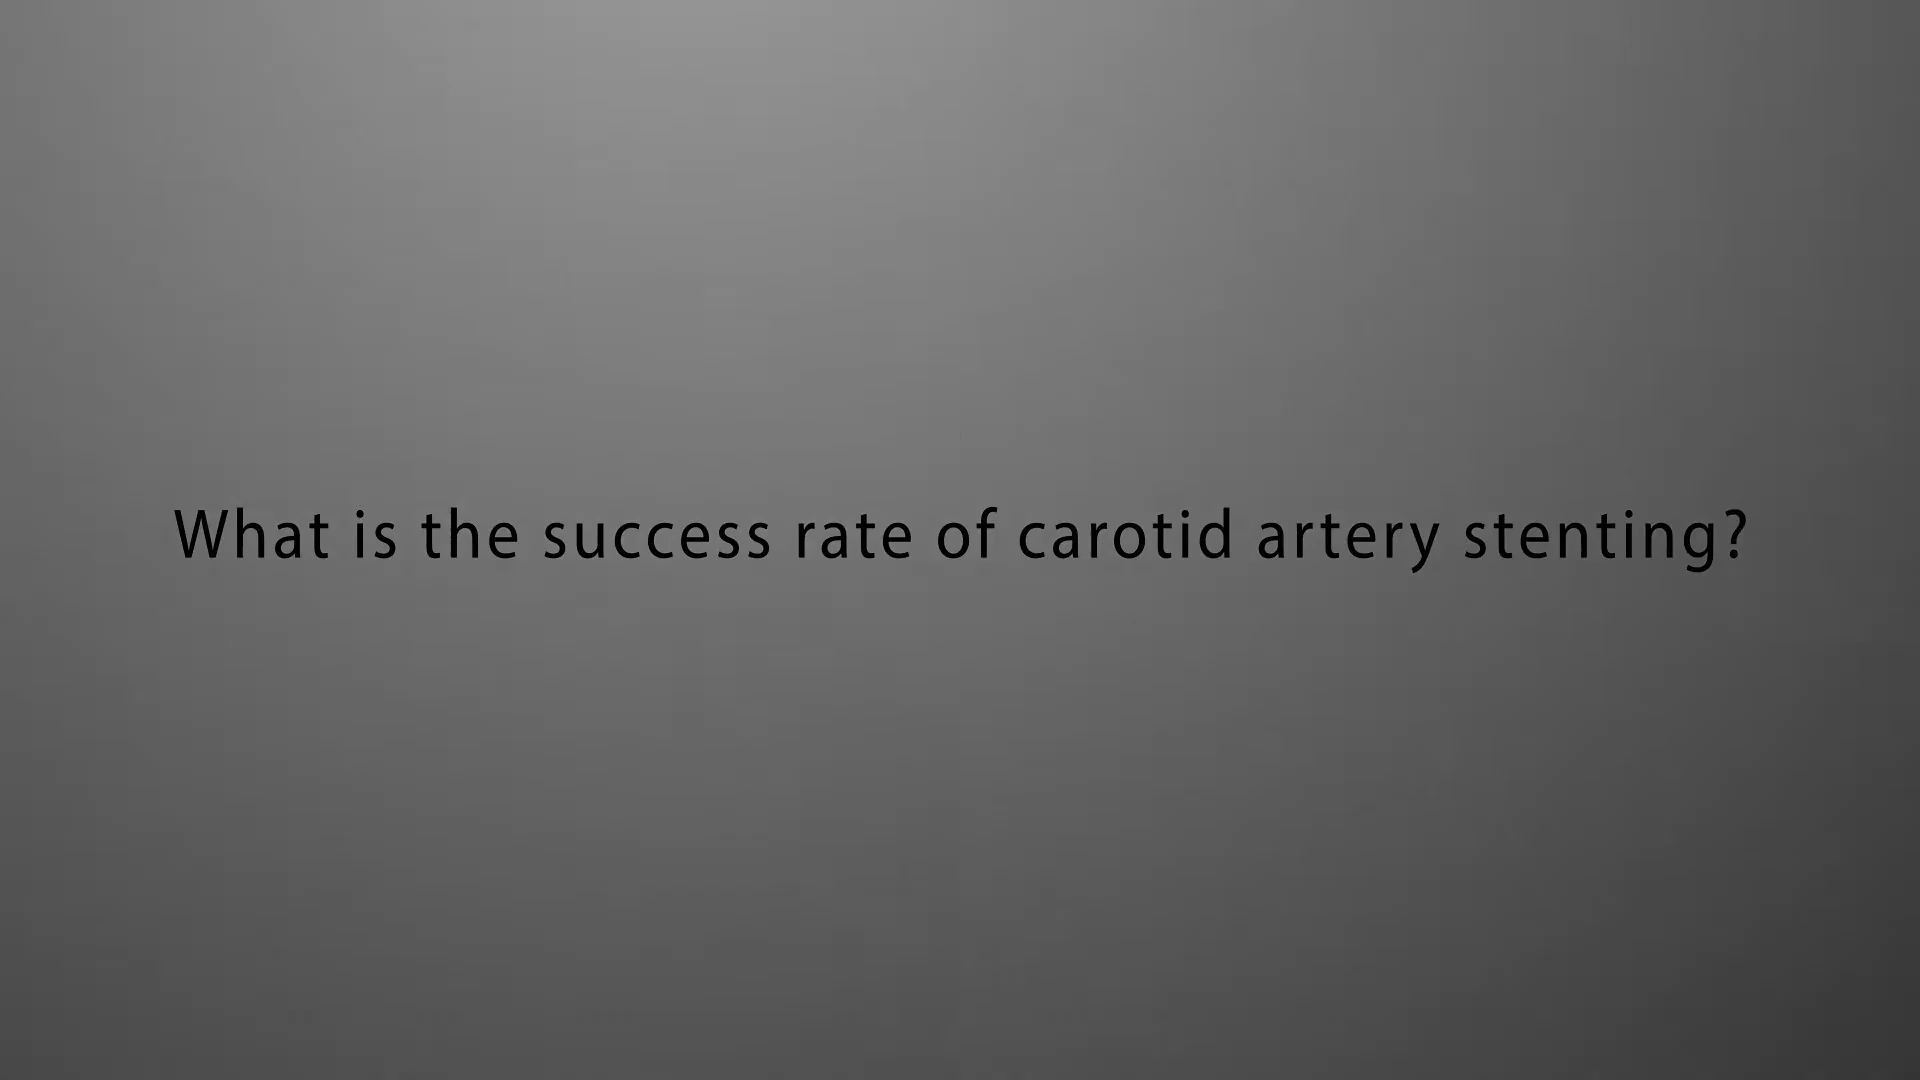 What is the success rate of carotid artery stenting?